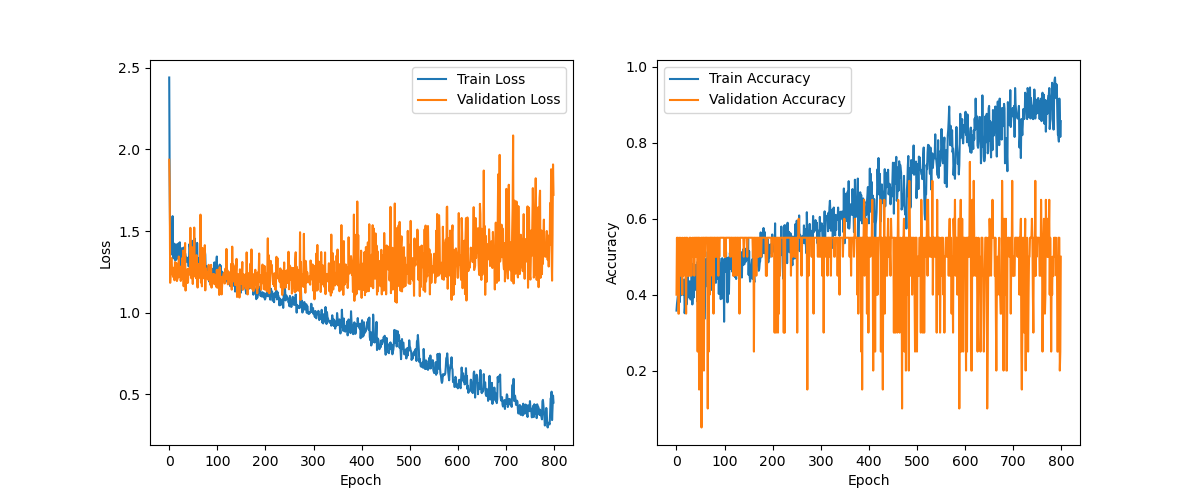 2.5
2.0
1.5
1.0
0.5
Loss
0 100 200 300 400 500 600 700 800
Epoch
Train Loss
Validation Loss
1.0
0.8
0.6
0.4
0.2
Accuracy
0 100 200 300 400 500 600 700 800
Epoch
Train Accuracy
Validation Accuracy